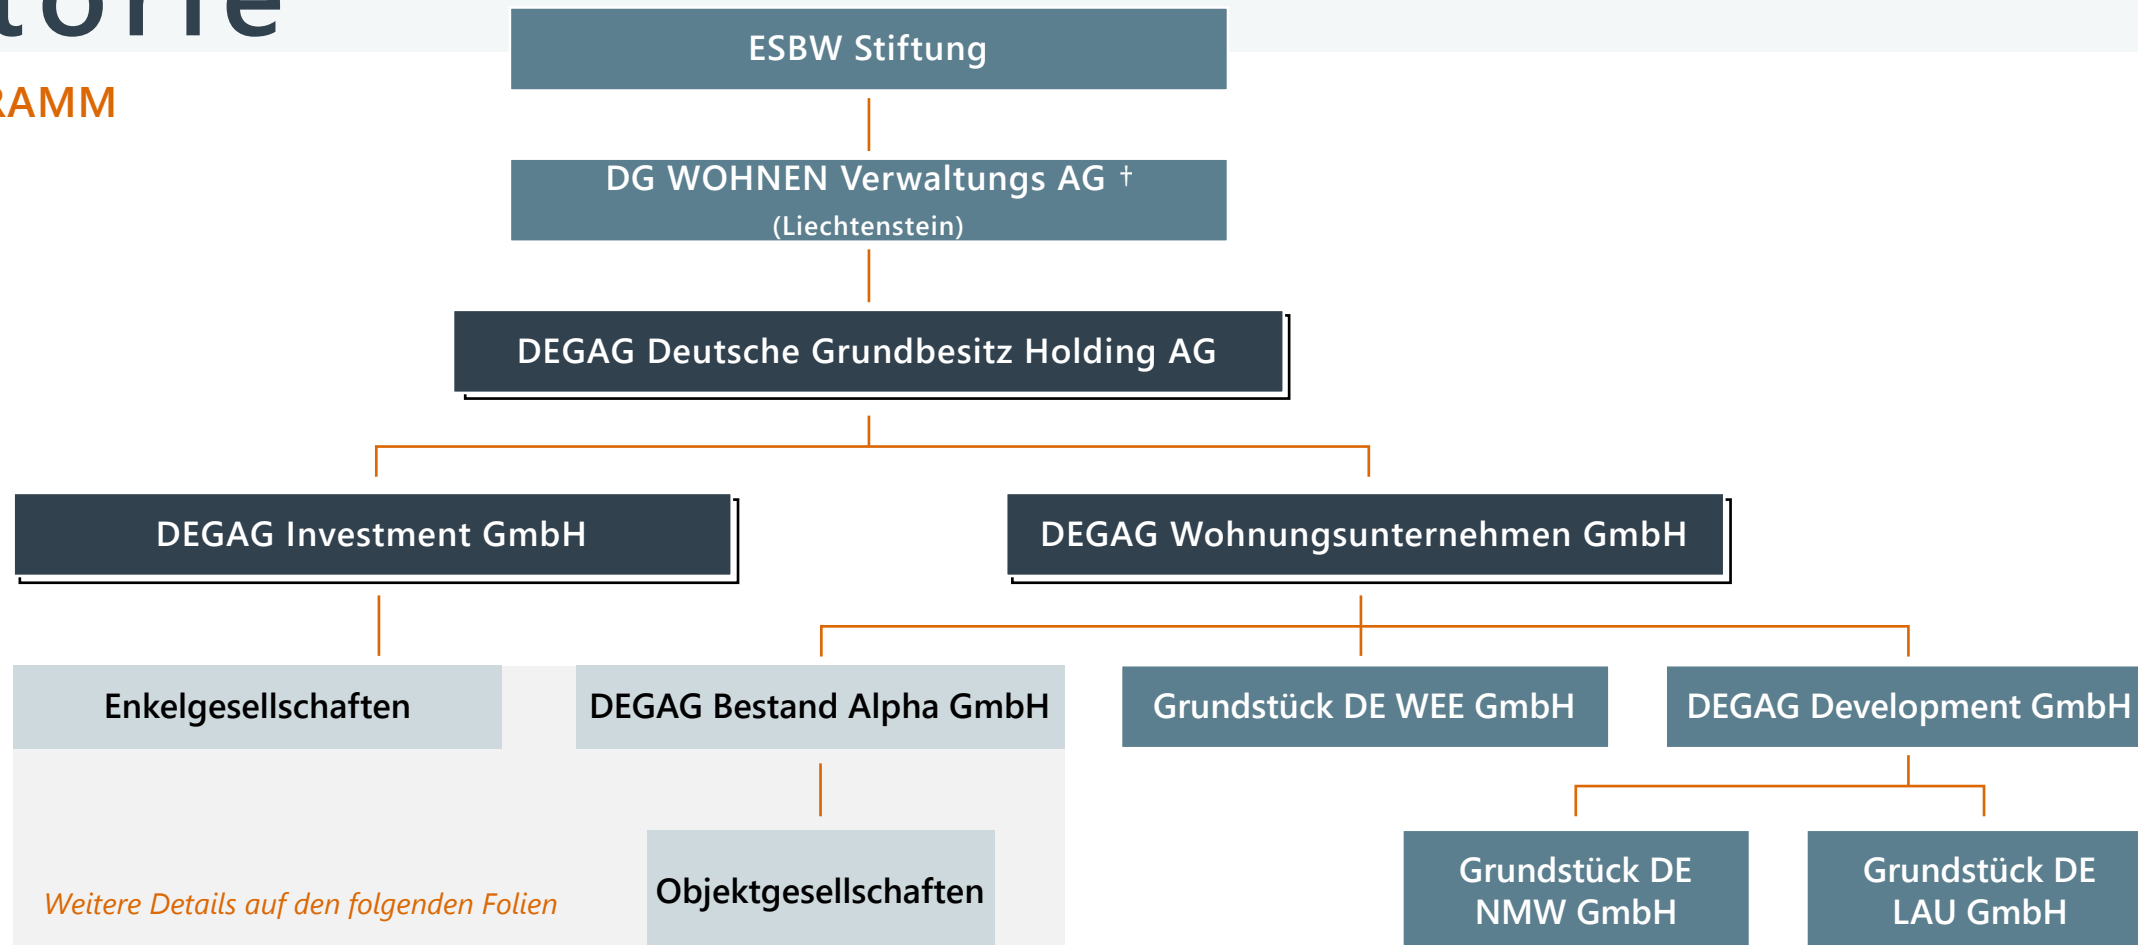 torie
RAMM
ESBW Stiftung
DG WOHNEN Verwaltungs AG †
(Liechtenstein)
DEGAG Deutsche Grundbesitz Holding AG
DEGAG Investment GmbH
DEGAG Wohnungsunternehmen GmbH
Enkelgesellschaften
DEGAG Bestand Alpha GmbH
Grundstück DE WEE GmbH
DEGAG Development GmbH
Weitere Details auf den folgenden Folien
Objektgesellschaften
Grundstück DE
NMW GmbH
Grundstück DE
LAU GmbH